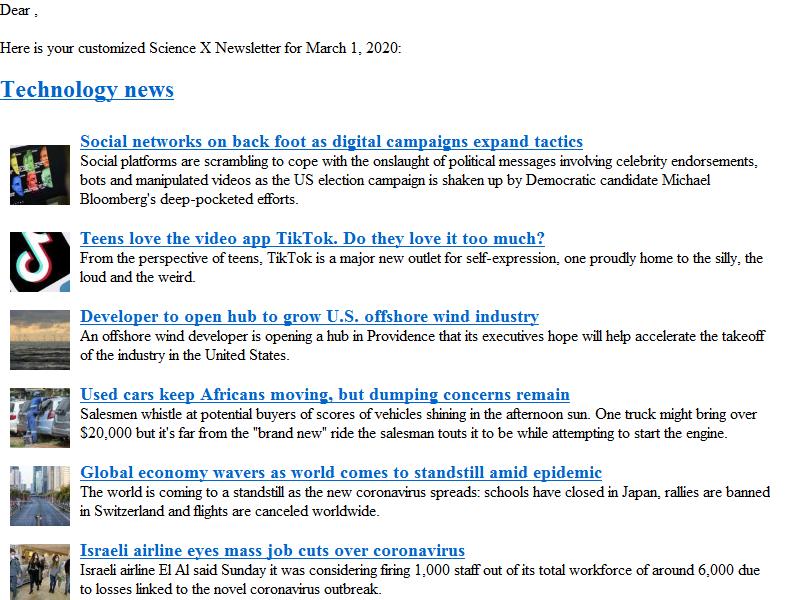 Dear ,
Here is your customized Science X Newsletter for March 1, 2020:
Technology news
Social networks on back foot as digital campaigns expand tactics
Social platforms are scrambling to cope with the onslaught of political messages involving celebrity endorsements,
bots and manipulated videos as the US election campaign is shaken up by Democratic candidate Michael
Bloomberg's deep-pocketed efforts.
Teens love the video app TikTok. Do they love it too much?
From the perspective of teens, TikTok is a major new outlet for self-expression, one proudly home to the silly, the
loud and the weird.
Developer to open hub to grow U.S. offshore wind industry
An offshore wind developer is opening a hub in Providence that its executives hope will help accelerate the takeoff
of the industry in the United States.
Used cars keep Africans moving, but dumping concerns remain
Salesmen whistle at potential buyers of scores of vehicles shining in the afternoon sun. One truck might bring over
$20,000 but it's far from the "brand new" ride the salesman touts it to be while attempting to start the engine.
Global economy wavers as world comes to standstill amid epidemic
The world is coming to a standstill as the new coronavirus spreads: schools have closed in Japan, rallies are banned
in Switzerland and flights are canceled worldwide.
Israeli airline eyes mass job cuts over coronavirus
Israeli airline El Al said Sunday it was considering firing 1,000 staff out of its total workforce of around 6,000 due
to losses linked to the novel coronavirus outbreak.